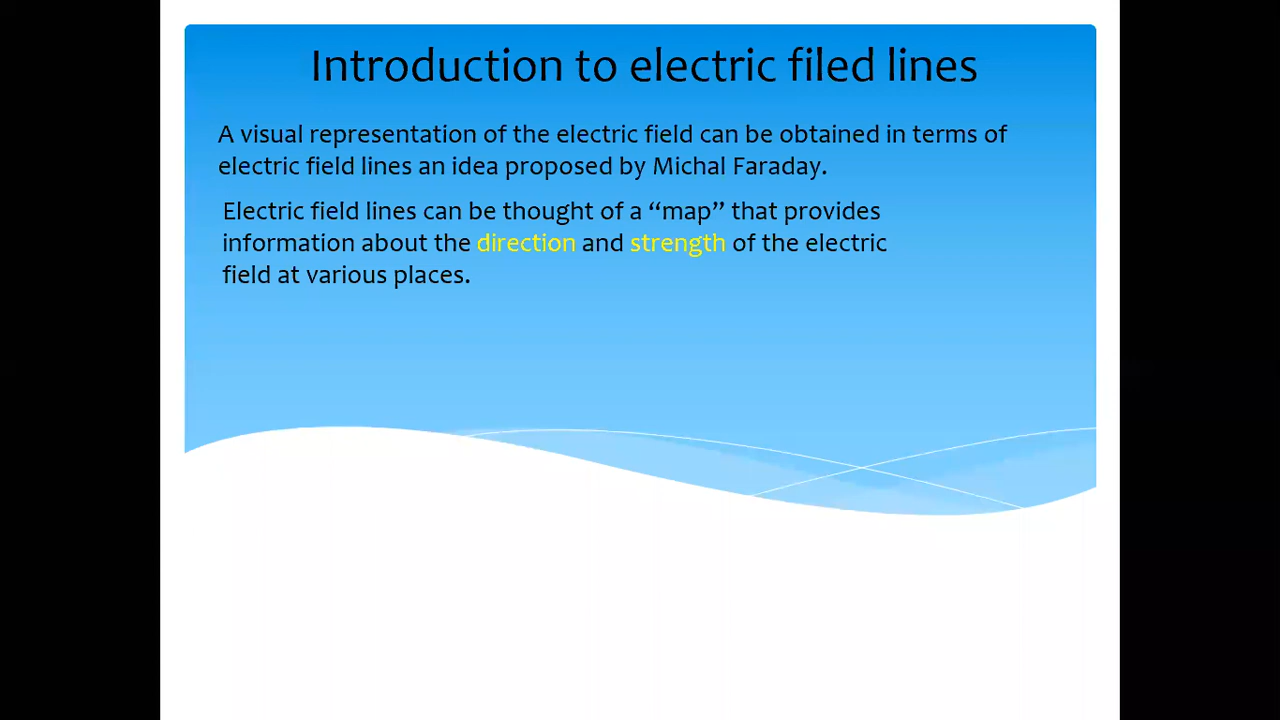 Introduction to electric filed lines
A visual representation of the electric field can be obtained in terms of
electric field lines an idea proposed by Michal Faraday.
Electric field lines can be thought of a “map” that provides
information about the direction and strength of the electric
field at various places.